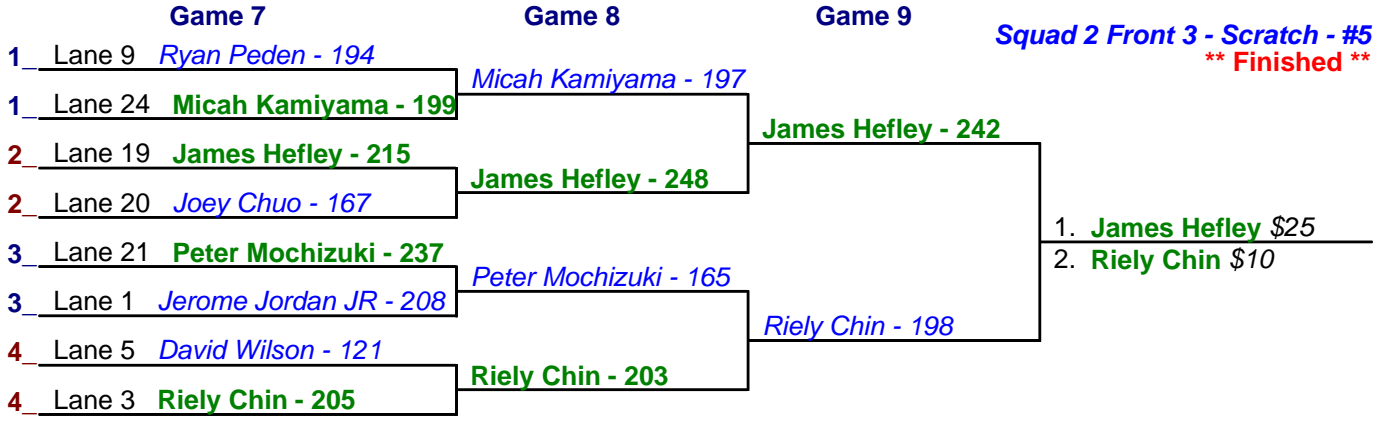 Game 7 Game 8 Game 9
Squad 2 Front 3 - Scratch - #5
** Finished **
1_ Lane 9 Ryan Peden - 194
Micah Kamiyama - 197
1_ Lane 24 Micah Kamiyama - 199
James Hefley - 242
2_ Lane 19 James Hefley - 215
James Hefley - 248
2_ Lane 20 Joey Chuo - 167
1. James Hefley $25
3_ Lane 21 Peter Mochizuki - 237
2. Riely Chin $10
Peter Mochizuki - 165
3_ Lane 1 Jerome Jordan JR - 208
Riely Chin - 198
4_ Lane 5 David Wilson - 121
Riely Chin - 203
4_ Lane 3 Riely Chin - 205